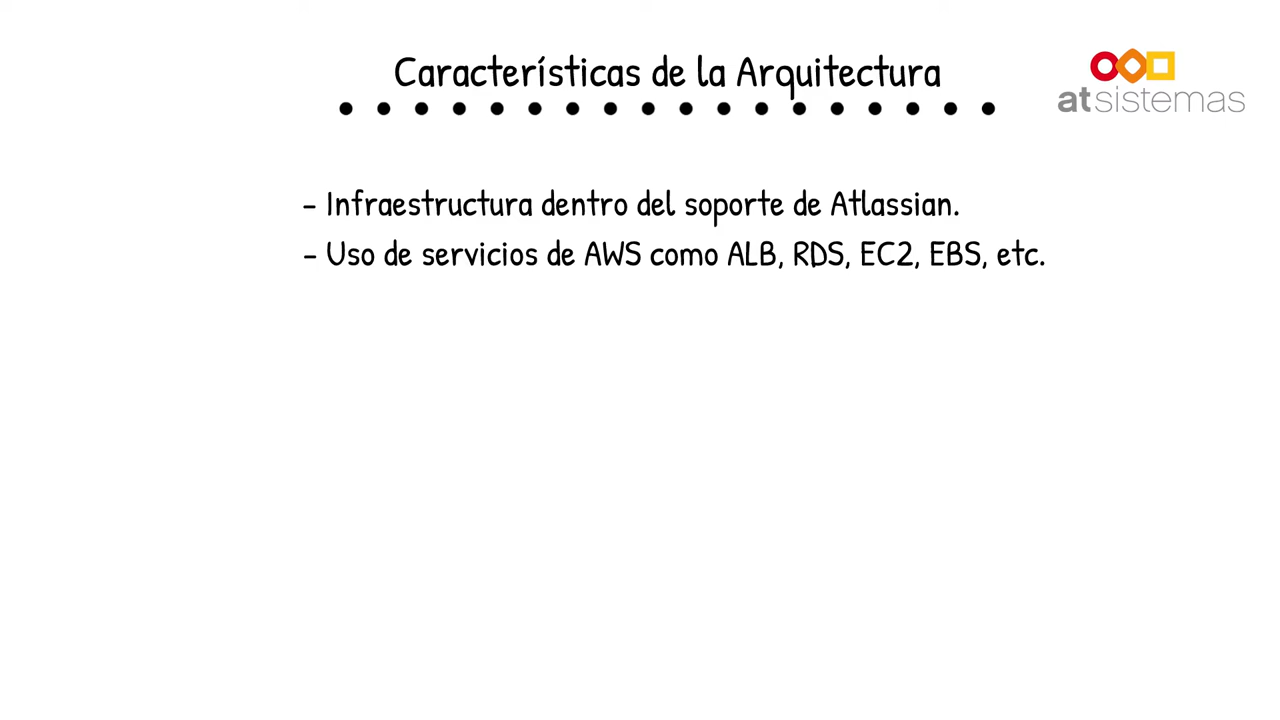 Características de la Arquitectura
atsistemas
- Infraestructura dentro del soporte de Atlassian.
- Uso de servicios de AWS como ALB, RDS, EC2, EBS, etc.